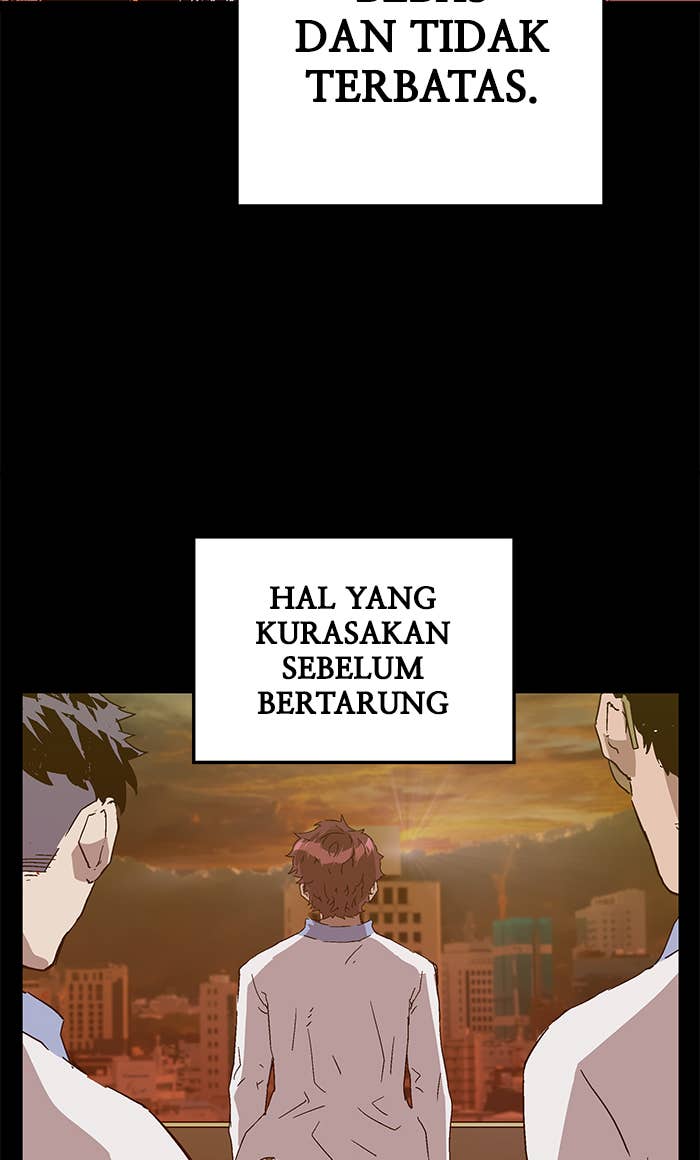 DAN TIDAK
TERBATAS.
HAL YANG
KURASAKAN
SEBELUM
BERTARUNG